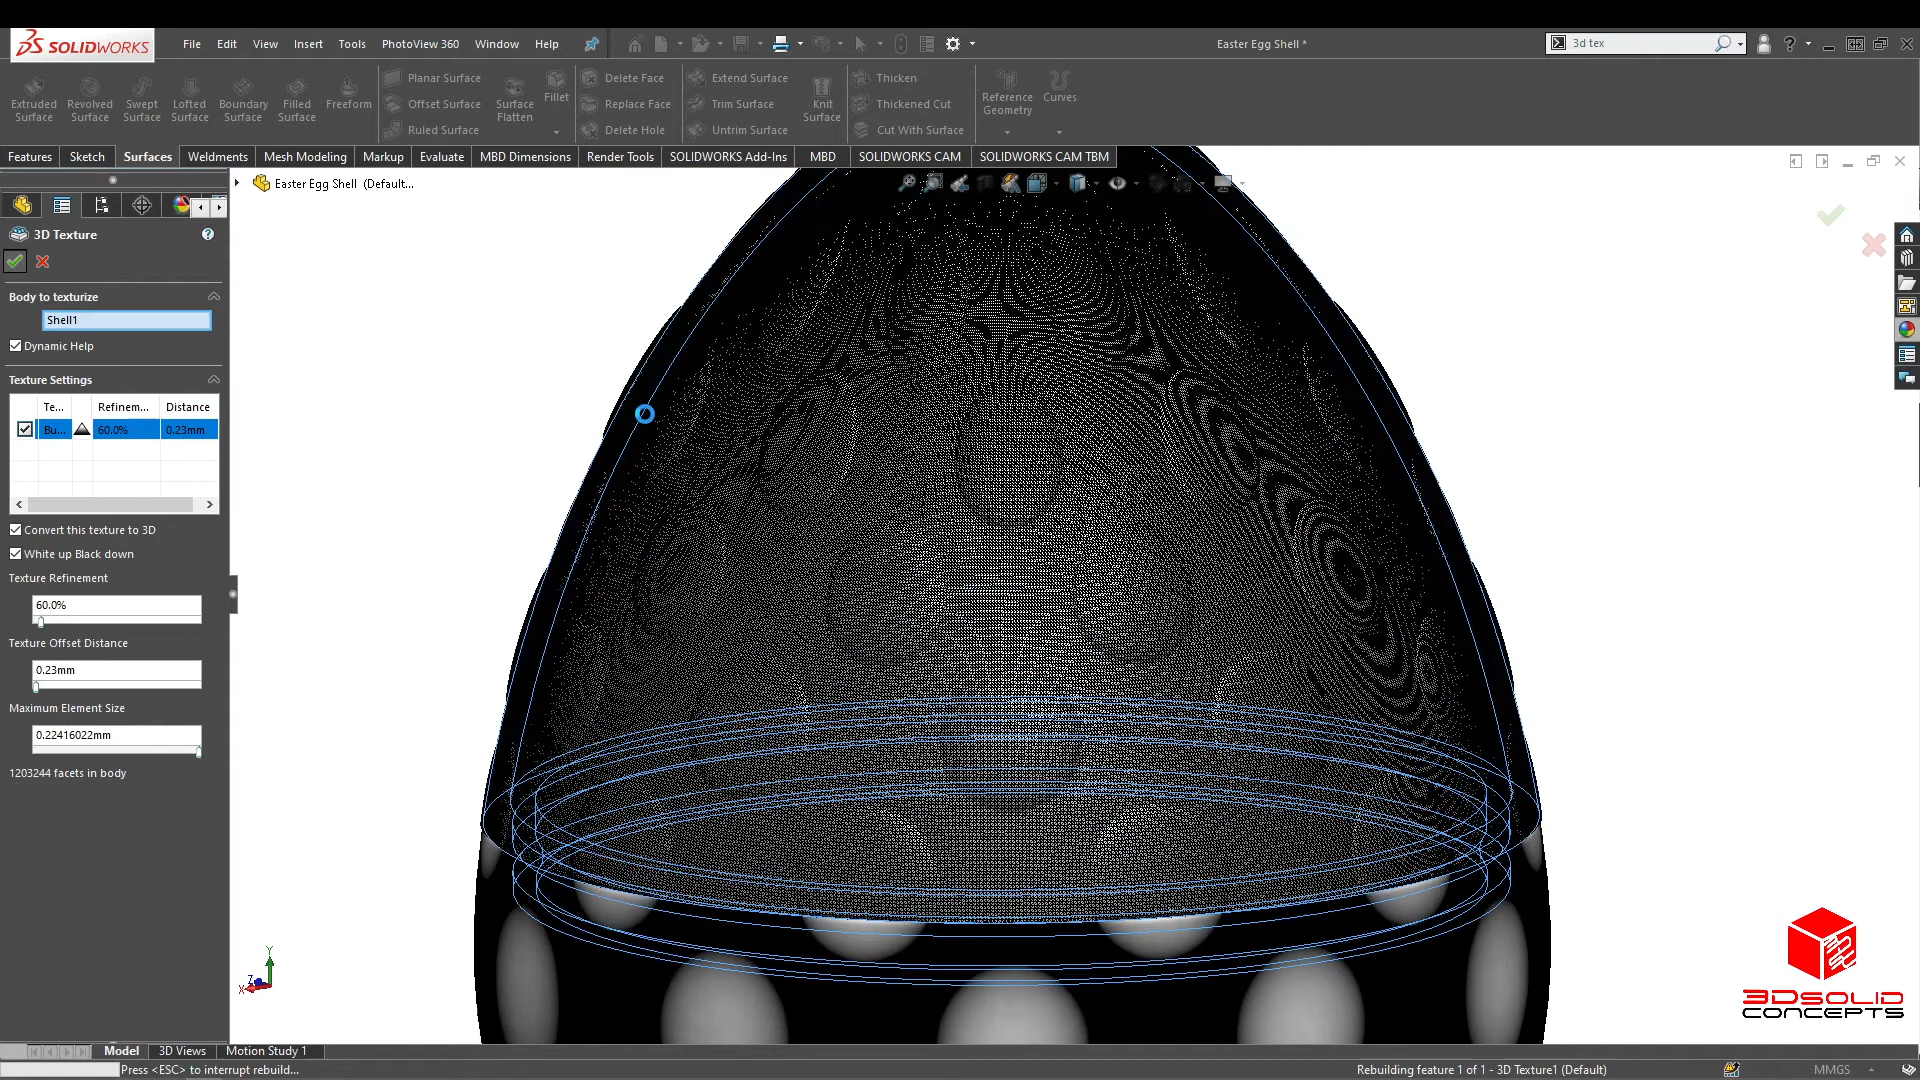 SOLIDWORKS
File Edit View Insert Tools PhotoView 360 Window Help
Easter Egg Shell *
3d tex
Extruded Surface
Revolved Surface
Swept Surface
Lofted Surface
Boundary Surface
Filled Surface
Freeform
Planar Surface
Offset Surface
Ruled Surface
Surface Flatten
Fillet
Delete Face
Replace Face
Delete Hole
Extend Surface
Trim Surface
Untrim Surface
Knit Surface
Thicken
Thickened Cut
Cut With Surface
Reference Geometry
Curves
Features Sketch Surfaces Weldments Mesh Modeling Markup Evaluate MBD Dimensions Render Tools SOLIDWORKS Add-Ins MBD SOLIDWORKS CAM SOLIDWORKS CAM TBM
Easter Egg Shell (Default...
3D Texture
Body to texturize
Shell1
Dynamic Help
Texture Settings
Te... Refinem... Distance
Bu... 60.0% 0.23mm
Convert this texture to 3D
White up Black down
Texture Refinement
60.0%
Texture Offset Distance
0.23mm
Maximum Element Size
0.22416022mm
1203244 facets in body
Y
Z
X
3DSOLID
CONCEPTS
Model 3D Views Motion Study 1
Press <ESC> to interrupt rebuild...
Rebuilding feature 1 of 1 - 3D Texture1 (Default)
MMGS